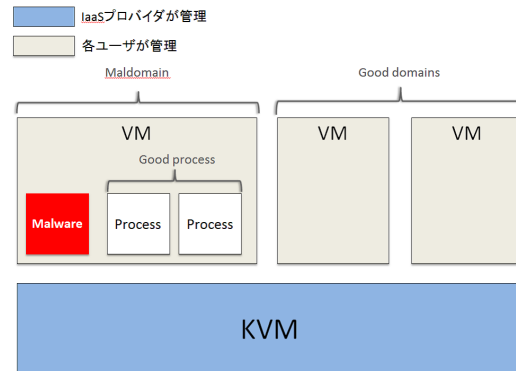 IaaSプロバイダが管理
各ユーザが管理
Maldomain
Good domains
VM
VM
VM
Good process
Malware
Process
Process
KVM